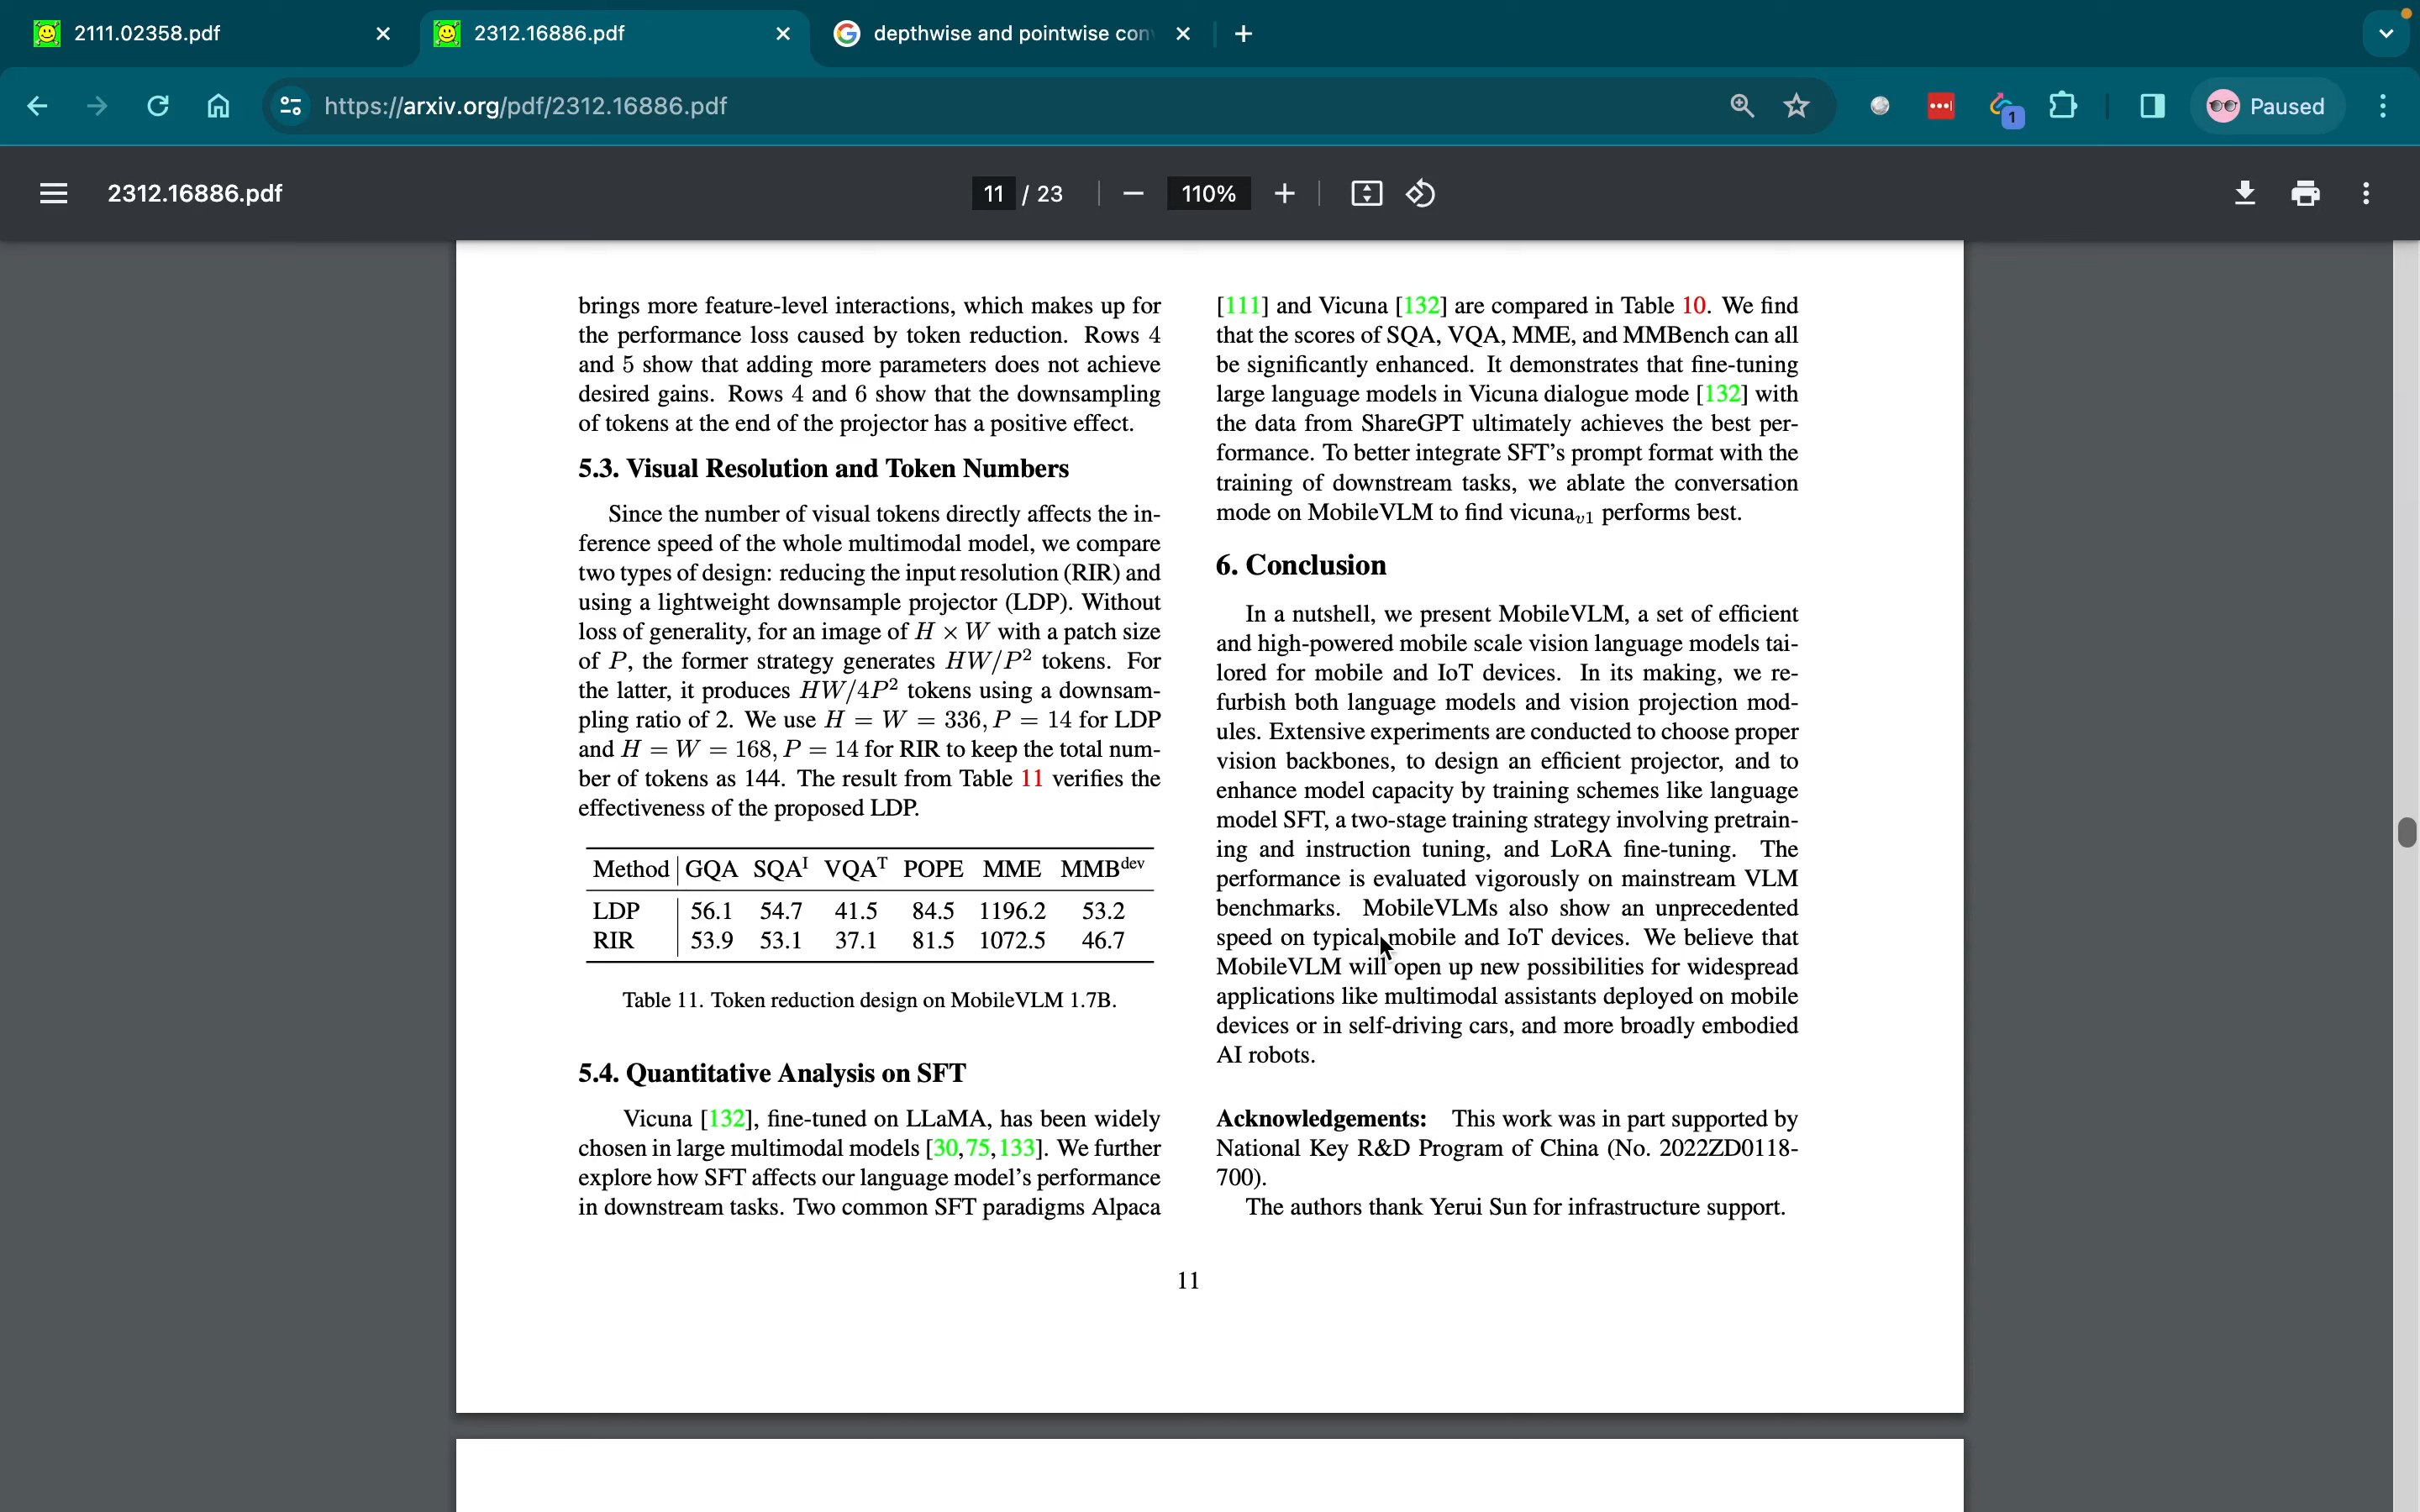 2111.02358.pdf
2312.16886.pdf
depthwise and pointwise con
https://arxiv.org/pdf/2312.16886.pdf
1
Paused
2312.16886.pdf
11 / 23
110%
brings more feature-level interactions, which makes up for
the performance loss caused by token reduction. Rows 4
and 5 show that adding more parameters does not achieve
desired gains. Rows 4 and 6 show that the downsampling
of tokens at the end of the projector has a positive effect.
5.3. Visual Resolution and Token Numbers
Since the number of visual tokens directly affects the in-
ference speed of the whole multimodal model, we compare
two types of design: reducing the input resolution (RIR) and
using a lightweight downsample projector (LDP). Without
loss of generality, for an image of H × W with a patch size
of P, the former strategy generates HW/P² tokens. For
the latter, it produces HW/4P² tokens using a downsam-
pling ratio of 2. We use H = W = 336, P = 14 for LDP
and H = W = 168, P = 14 for RIR to keep the total num-
ber of tokens as 144. The result from Table 11 verifies the
effectiveness of the proposed LDP.
Method GQA SQAᴵ VQAᵀ POPE MME MMBᵈᵉᵛ
LDP 56.1 54.7 41.5 84.5 1196.2 53.2
RIR 53.9 53.1 37.1 81.5 1072.5 46.7
Table 11. Token reduction design on MobileVLM 1.7B.
5.4. Quantitative Analysis on SFT
Vicuna [132], fine-tuned on LLaMA, has been widely
chosen in large multimodal models [30,75,133]. We further
explore how SFT affects our language model's performance
in downstream tasks. Two common SFT paradigms Alpaca
[111] and Vicuna [132] are compared in Table 10. We find
that the scores of SQA, VQA, MME, and MMBench can all
be significantly enhanced. It demonstrates that fine-tuning
large language models in Vicuna dialogue mode [132] with
the data from ShareGPT ultimately achieves the best per-
formance. To better integrate SFT's prompt format with the
training of downstream tasks, we ablate the conversation
mode on MobileVLM to find vicunaᵥ₁ performs best.
6. Conclusion
In a nutshell, we present MobileVLM, a set of efficient
and high-powered mobile scale vision language models tai-
lored for mobile and IoT devices. In its making, we re-
furbish both language models and vision projection mod-
ules. Extensive experiments are conducted to choose proper
vision backbones, to design an efficient projector, and to
enhance model capacity by training schemes like language
model SFT, a two-stage training strategy involving pretrain-
ing and instruction tuning, and LoRA fine-tuning. The
performance is evaluated vigorously on mainstream VLM
benchmarks. MobileVLMs also show an unprecedented
speed on typical mobile and IoT devices. We believe that
MobileVLM will open up new possibilities for widespread
applications like multimodal assistants deployed on mobile
devices or in self-driving cars, and more broadly embodied
AI robots.
Acknowledgements: This work was in part supported by
National Key R&D Program of China (No. 2022ZD0118-
700).
The authors thank Yerui Sun for infrastructure support.
11